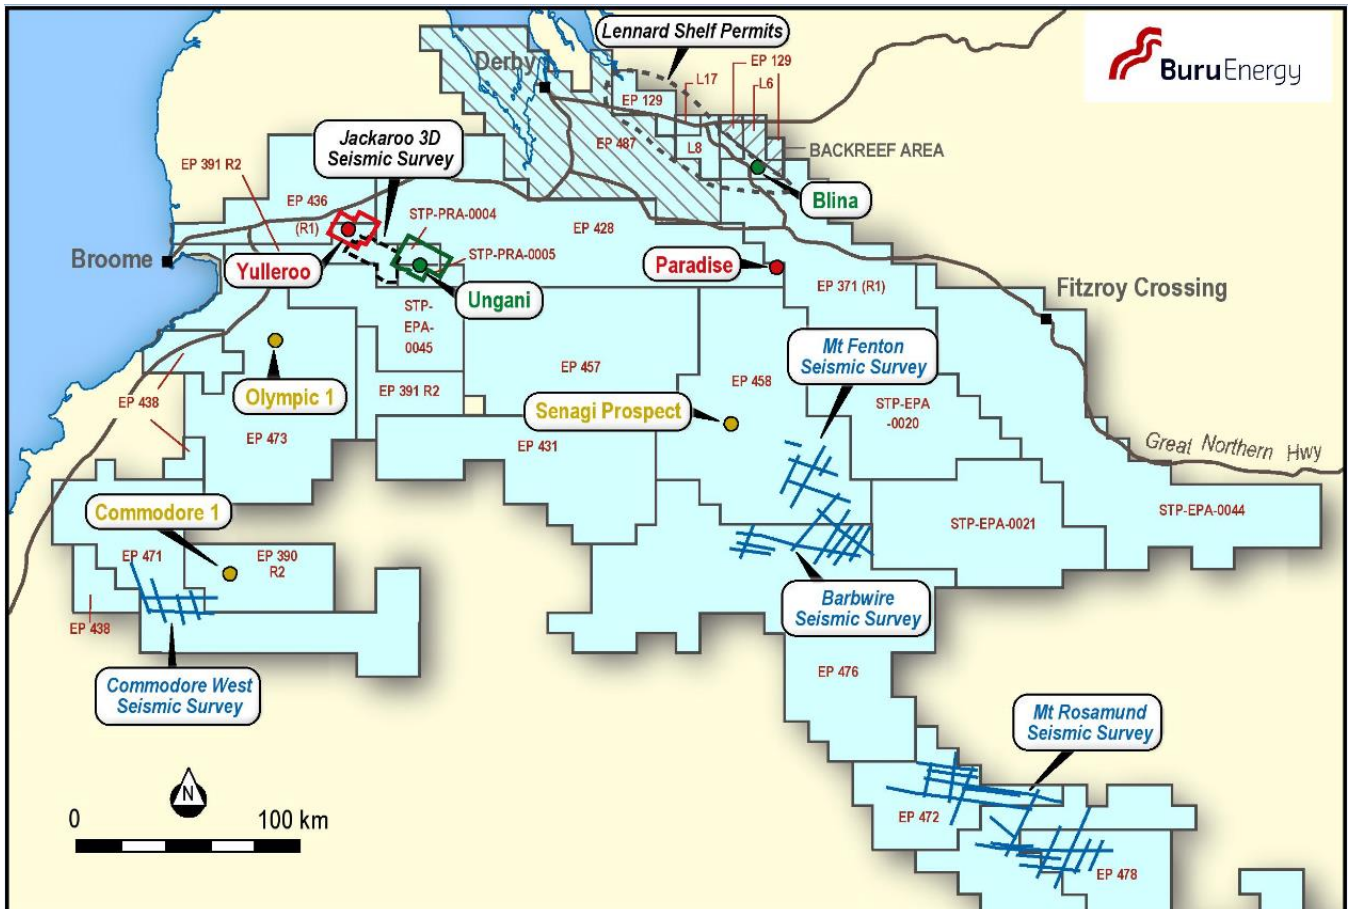 Lennard Shelf Permits
Buru Energy
Derby
EP 129
L17
L6
EP 129
Jackaroo 3D
Seismic Survey
EP 487
L8
BACKREEF AREA
EP 391 R2
Blina
EP 436
(R1)
STP-PRA-0004
EP 428
STP-PRA-0005
Broome
Yulleroo
Paradise
EP 371 (R1)
Fitzroy Crossing
Ungani
STP-
EPA-
0045
Mt Fenton
Seismic Survey
EP 457
EP 458
EP 438
Olympic 1
EP 391 R2
Senagi Prospect
STP-EPA
-0020
EP 473
EP 431
Great Northern Hwy
Commodore 1
STP-EPA-0021
STP-EPA-0044
EP 471
EP 390
R2
EP 438
Barbwire
Seismic Survey
Commodore West
Seismic Survey
EP 476
Mt Rosamund
Seismic Survey
N
0
100 km
EP 472
EP 478